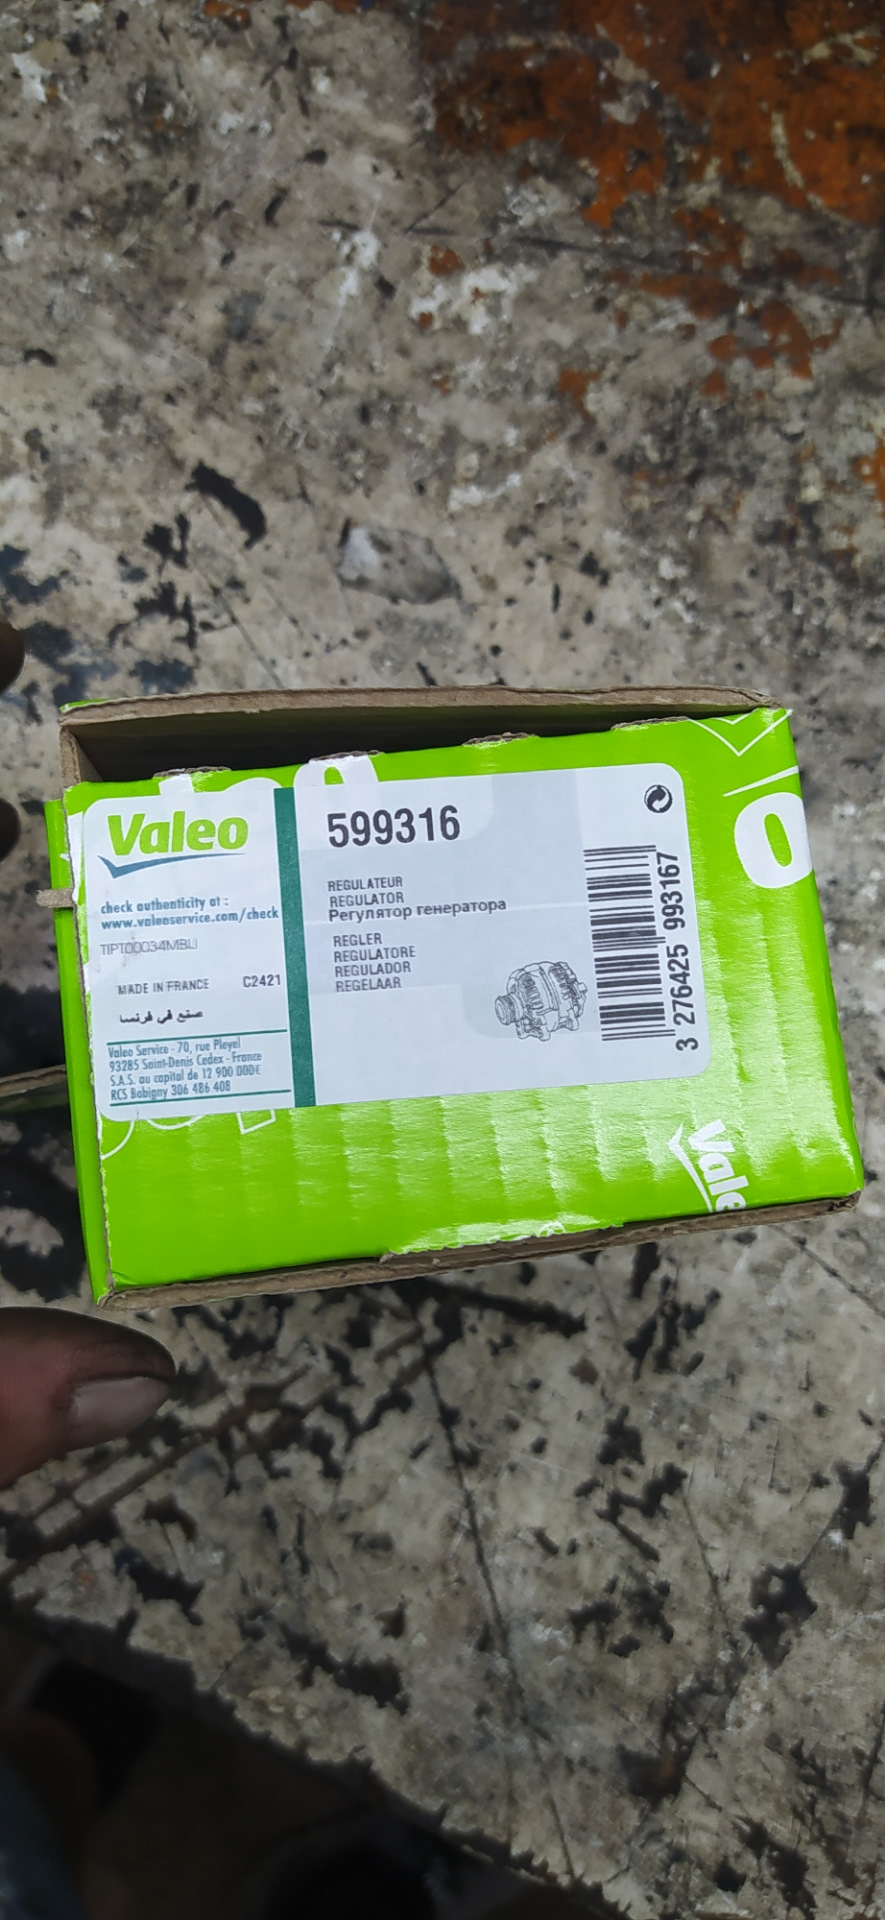 Valeo
check authenticity at :
www.valeoservice.com/check
TIPT00034MBU
MADE IN FRANCE C2421
صنع في فرنسا
Valeo Service - 70, rue Pleyel
93285 Saint-Denis Cedex - France
S.A.S. au capital de 12 900 000€
RCS Bobigny 306 486 408
599316
REGULATEUR
REGULATOR
Регулятор генератора
REGLER
REGULATORE
REGULADOR
REGELAAR
3 276425 993167
Vale